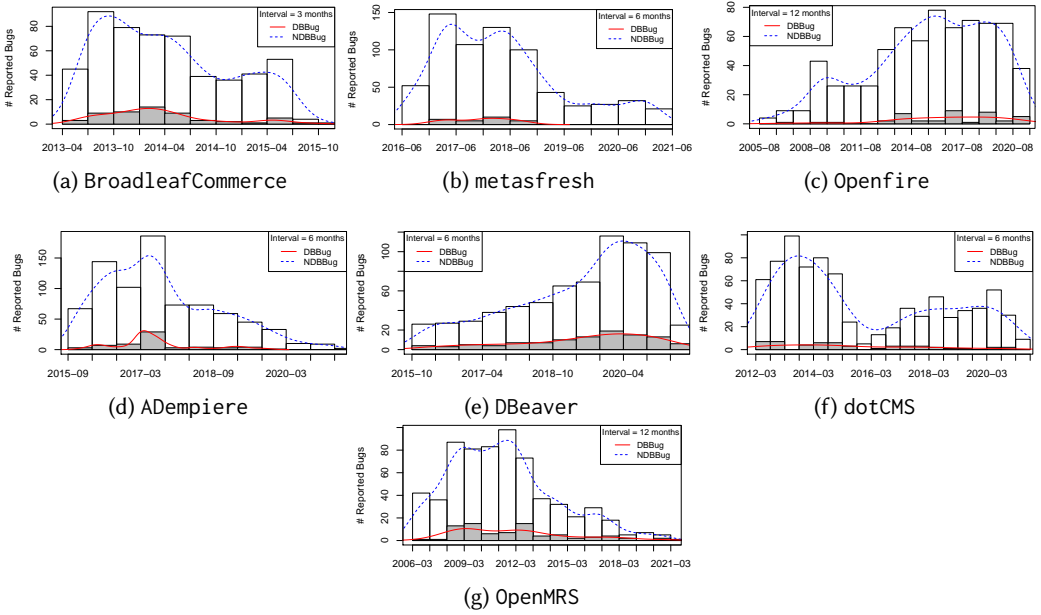 Interval = 3 months
DBBug
NDBBug
# Reported Bugs
0 20 40 60 80
2013−04 2013−10 2014−04 2014−10 2015−04 2015−10
(a) BroadleafCommerce
Interval = 6 months
DBBug
NDBBug
# Reported Bugs
0 50 100 150
2016−06 2017−06 2018−06 2019−06 2020−06 2021−06
(b) metasfresh
Interval = 12 months
DBBug
NDBBug
# Reported Bugs
0 20 40 60 80
2005−08 2008−08 2011−08 2014−08 2017−08 2020−08
(c) Openfire
Interval = 6 months
DBBug
NDBBug
# Reported Bugs
0 50 100 150
2015−09 2017−03 2018−09 2020−03
(d) ADempiere
Interval = 6 months
DBBug
NDBBug
# Reported Bugs
0 20 40 60 80 100
2015−10 2017−04 2018−10 2020−04
(e) DBeaver
Interval = 6 months
DBBug
NDBBug
# Reported Bugs
0 20 40 60 80
2012−03 2014−03 2016−03 2018−03 2020−03
(f) dotCMS
Interval = 12 months
DBBug
NDBBug
# Reported Bugs
0 20 40 60 80
2006−03 2009−03 2012−03 2015−03 2018−03 2021−03
(g) OpenMRS